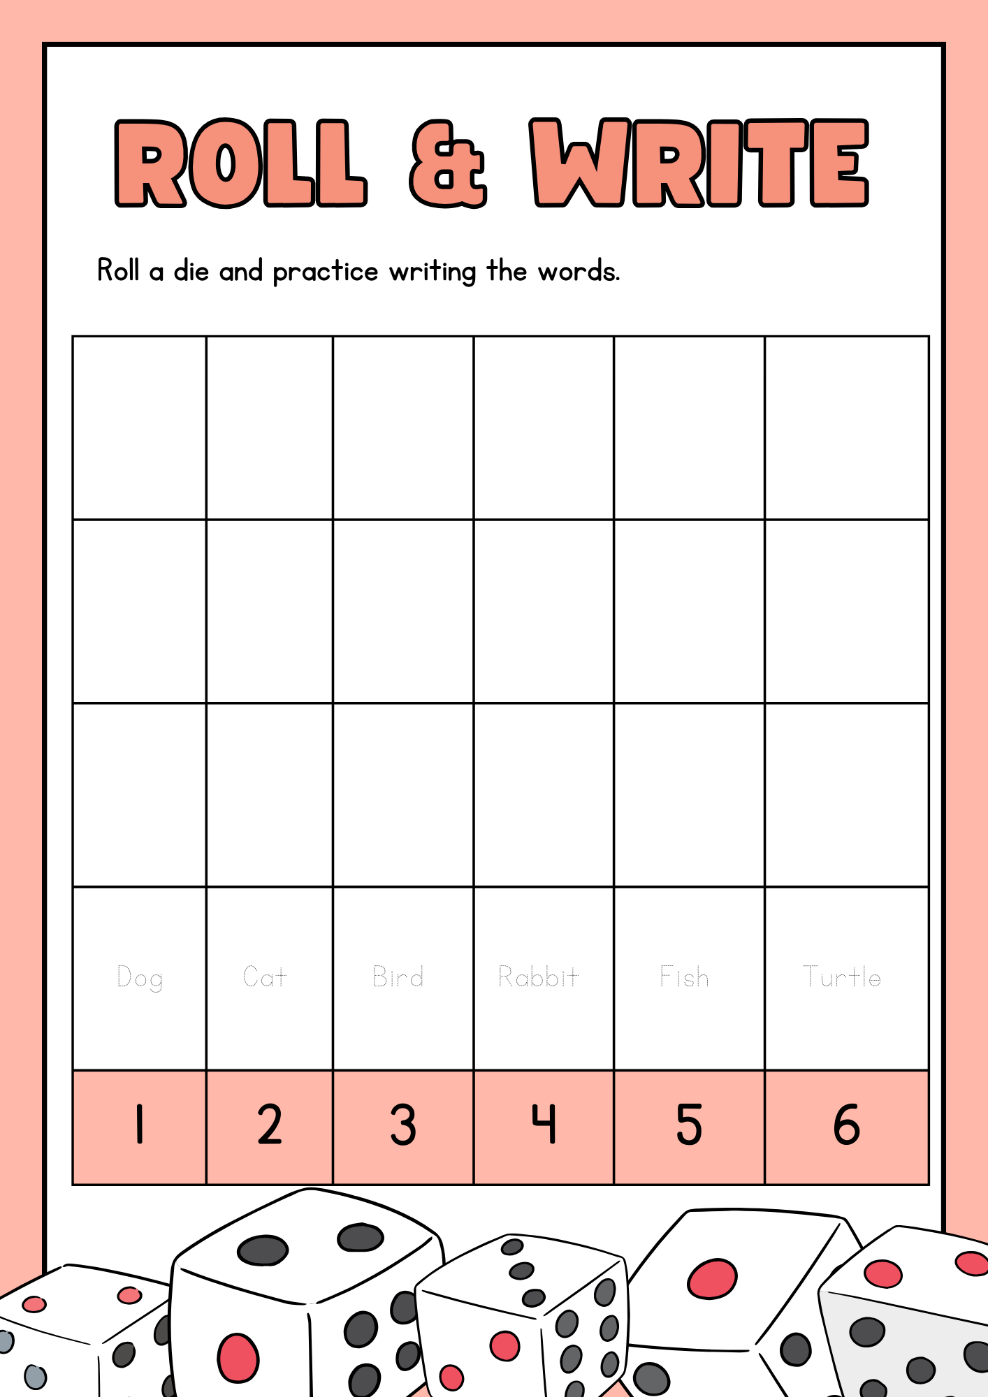 ROLL & WRITE
Roll a die and practice writing the words.
Dog Cat Bird Rabbit Fish Turtle
1 2 3 4 5 6